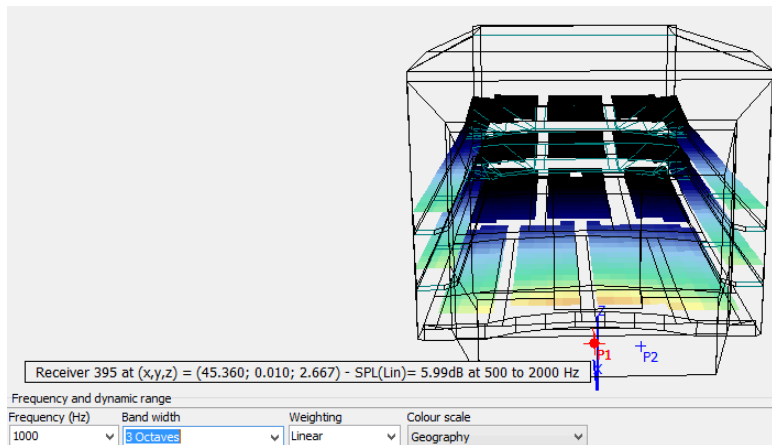 Z
P1
P2
X
Receiver 395 at (x,y,z) = (45.360; 0.010; 2.667) - SPL(Lin)= 5.99dB at 500 to 2000 Hz
Frequency and dynamic range
Frequency (Hz) Band width Weighting Colour scale
1000 3 Octaves Linear Geography